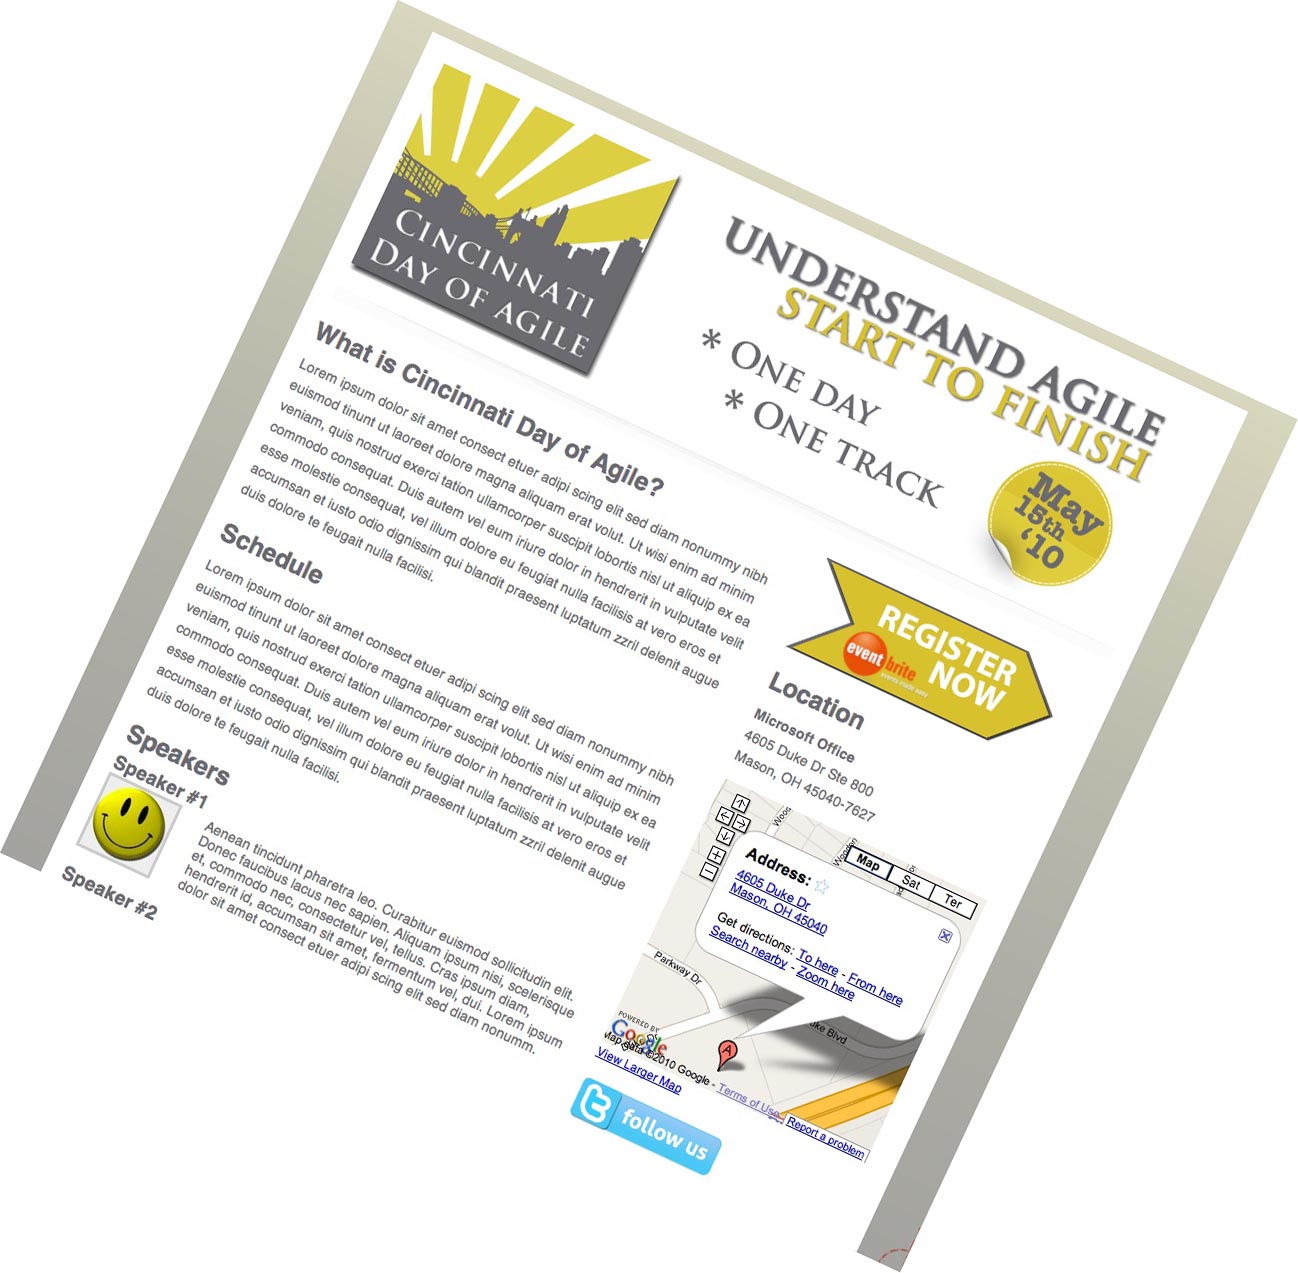 CINCINNATI
DAY OF AGILE
UNDERSTAND AGILE
START TO FINISH
* ONE DAY
* ONE TRACK
May
15th
‘10
What is Cincinnati Day of Agile?
Lorem ipsum dolor sit amet consect etuer adipi scing elit sed diam nonummy nibh
euismod tinunt ut laoreet dolore magna aliquam erat volut. Ut wisi enim ad minim
veniam, quis nostrud exerci tation ullamcorper suscipit lobortis nisl ut aliquip ex ea
commodo consequat. Duis autem vel eum iriure dolor in hendrerit in vulputate velit
esse molestie consequat, vel illum dolore eu feugiat nulla facilisis at vero eros et
accumsan et iusto odio dignissim qui blandit praesent luptatum zzril delenit augue
duis dolore te feugait nulla facilisi.
Schedule
Lorem ipsum dolor sit amet consect etuer adipi scing elit sed diam nonummy nibh
euismod tinunt ut laoreet dolore magna aliquam erat volut. Ut wisi enim ad minim
veniam, quis nostrud exerci tation ullamcorper suscipit lobortis nisl ut aliquip ex ea
commodo consequat. Duis autem vel eum iriure dolor in hendrerit in vulputate velit
esse molestie consequat, vel illum dolore eu feugiat nulla facilisis at vero eros et
accumsan et iusto odio dignissim qui blandit praesent luptatum zzril delenit augue
duis dolore te feugait nulla facilisi.
Speakers
Speaker #1
Aenean tincidunt pharetra leo. Curabitur euismod sollicitudin elit.
Donec faucibus lacus nec sapien. Aliquam ipsum nisi, scelerisque
et, commodo nec, consectetur vel, tellus. Cras ipsum diam,
hendrerit id, accumsan sit amet, fermentum vel, dui. Lorem ipsum
dolor sit amet consect etuer adipi scing elit sed diam nonumm.
Speaker #2
REGISTER
NOW
event brite
events made easy
Location
Microsoft Office
4605 Duke Dr Ste 800
Mason, OH 45040-7627
Map
Sat
Ter
Address:
4605 Duke Dr
Mason, OH 45040
Get directions: To here - From here
Search nearby - Zoom here
Parkway Dr
uke Blvd
A
POWERED BY
Google
Map data ©2010 Google - Terms of Use
Report a problem
View Larger Map
follow us